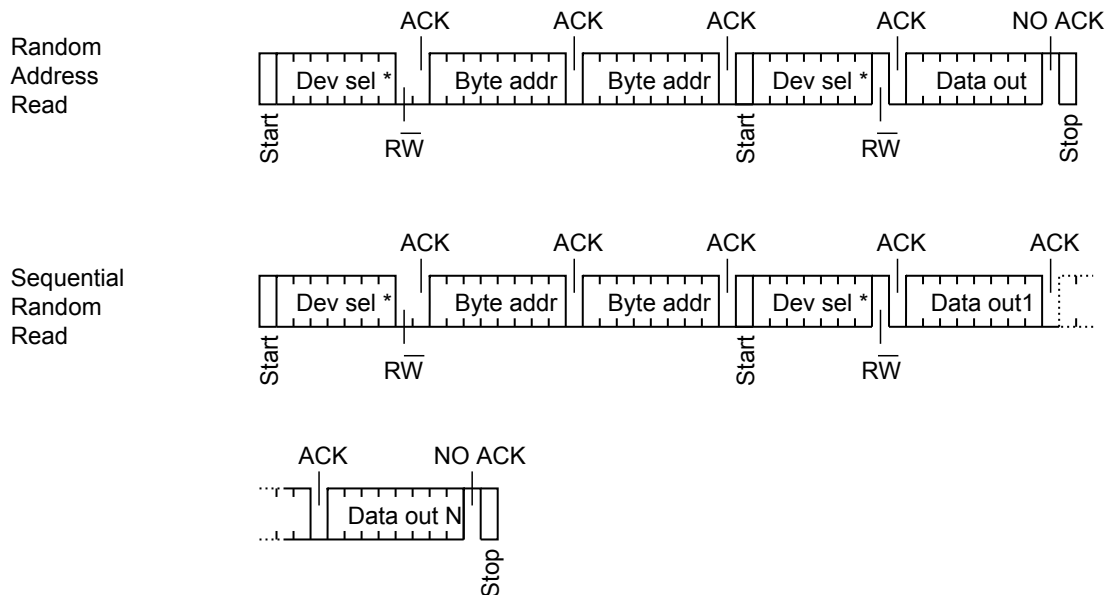 ACK ACK ACK ACK NO ACK
Random
Address
Read
Dev sel * Byte addr Byte addr Dev sel * Data out
Start RW Start RW Stop
ACK ACK ACK ACK ACK
Sequential
Random
Read
Dev sel * Byte addr Byte addr Dev sel * Data out1
Start RW Start RW
ACK NO ACK
Data out N
Stop